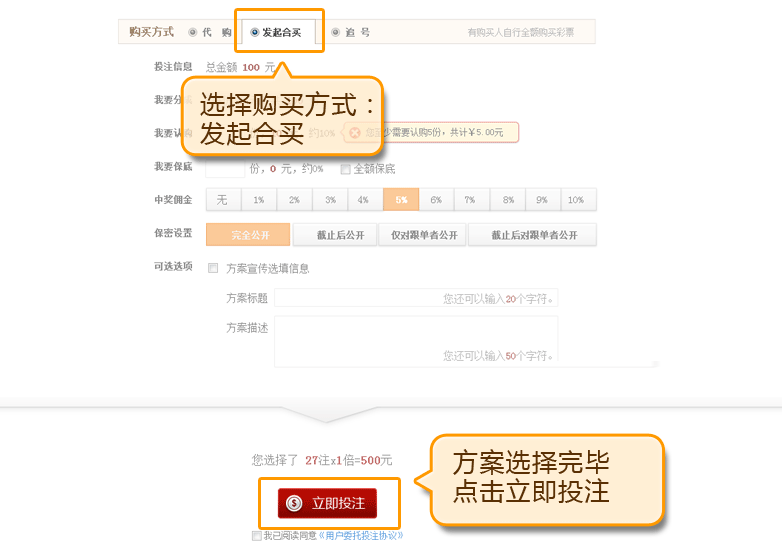 购买方式 代 购 发起合买 追 号 有购买人自行全额购买彩票
投注信息 总金额 100 元
我要分
选择购买方式：
发起合买
我要认购 约10% 您至少需要认购5份，共计￥5.00元
我要保底 份，0 元，约0% 全额保底
中奖佣金 无 1% 2% 3% 4% 5% 6% 7% 8% 9% 10%
保密设置 完全公开 截止后公开 仅对跟单者公开 截止后对跟单者公开
可选选项 方案宣传选填信息
方案标题 您还可以输入20个字符。
方案描述
您还可以输入50个字符。
您选择了 27注x1倍=500元
方案选择完毕
点击立即投注
立即投注
我已阅读同意《用户委托投注协议》